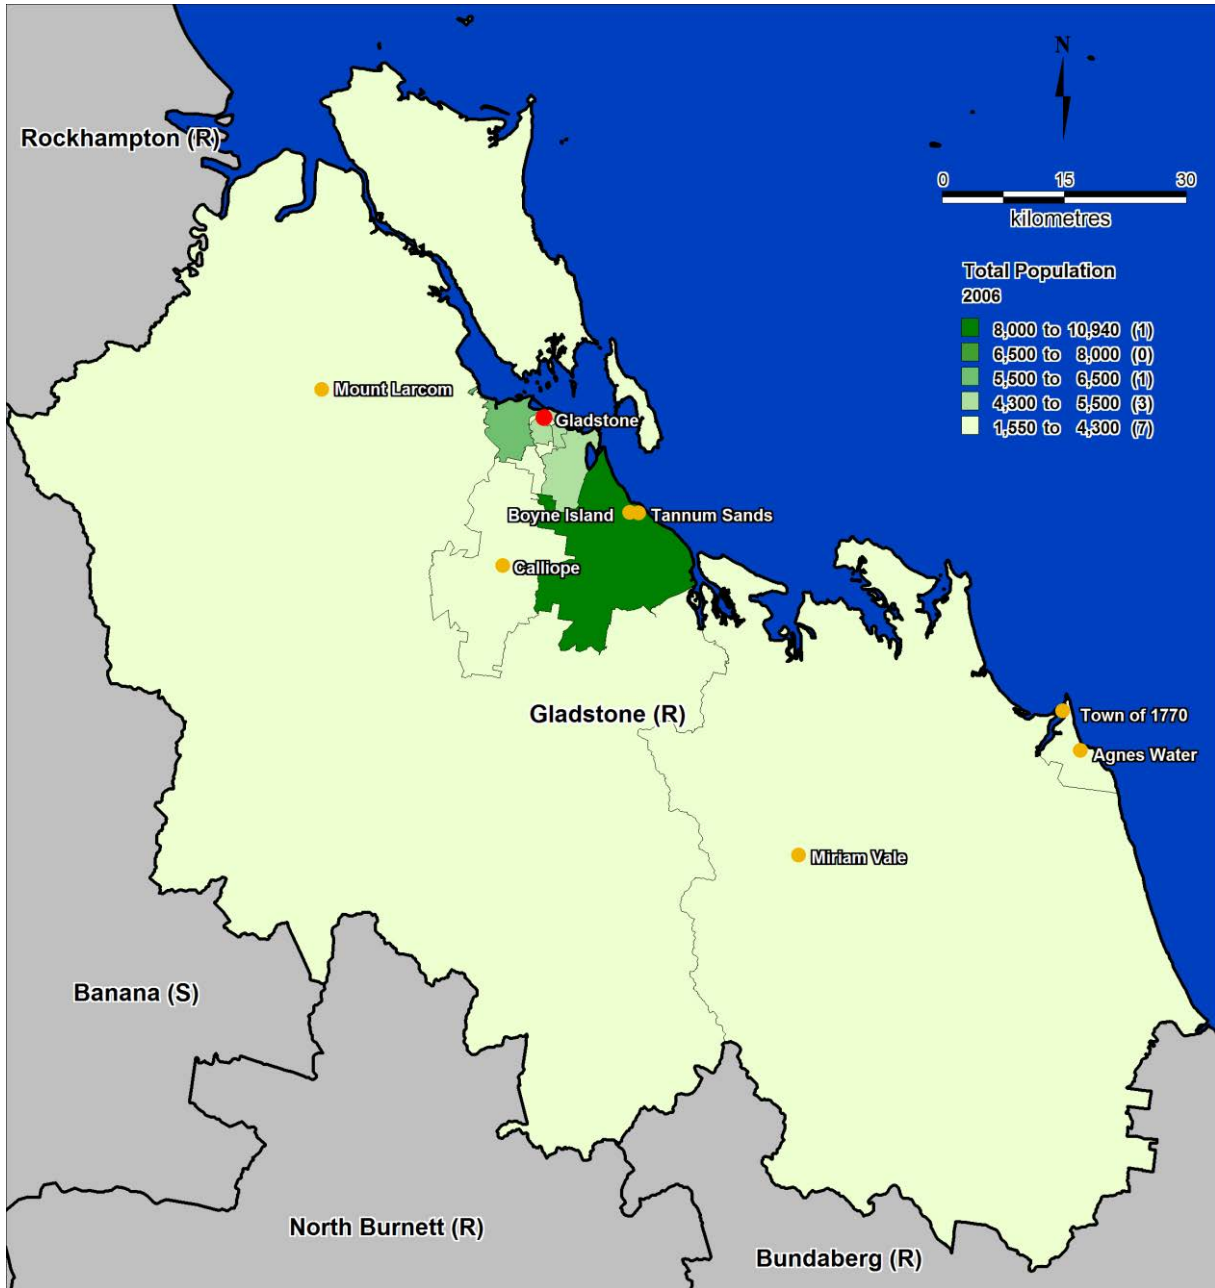 N
Rockhampton (R)
0 15 30
kilometres
Total Population
2006
8,000 to 10,940 (1)
6,500 to 8,000 (0)
5,500 to 6,500 (1)
4,300 to 5,500 (3)
1,550 to 4,300 (7)
Mount Larcom
Gladstone
Boyne Island
Tannum Sands
Calliope
Gladstone (R)
Town of 1770
Agnes Water
Miriam Vale
Banana (S)
North Burnett (R)
Bundaberg (R)